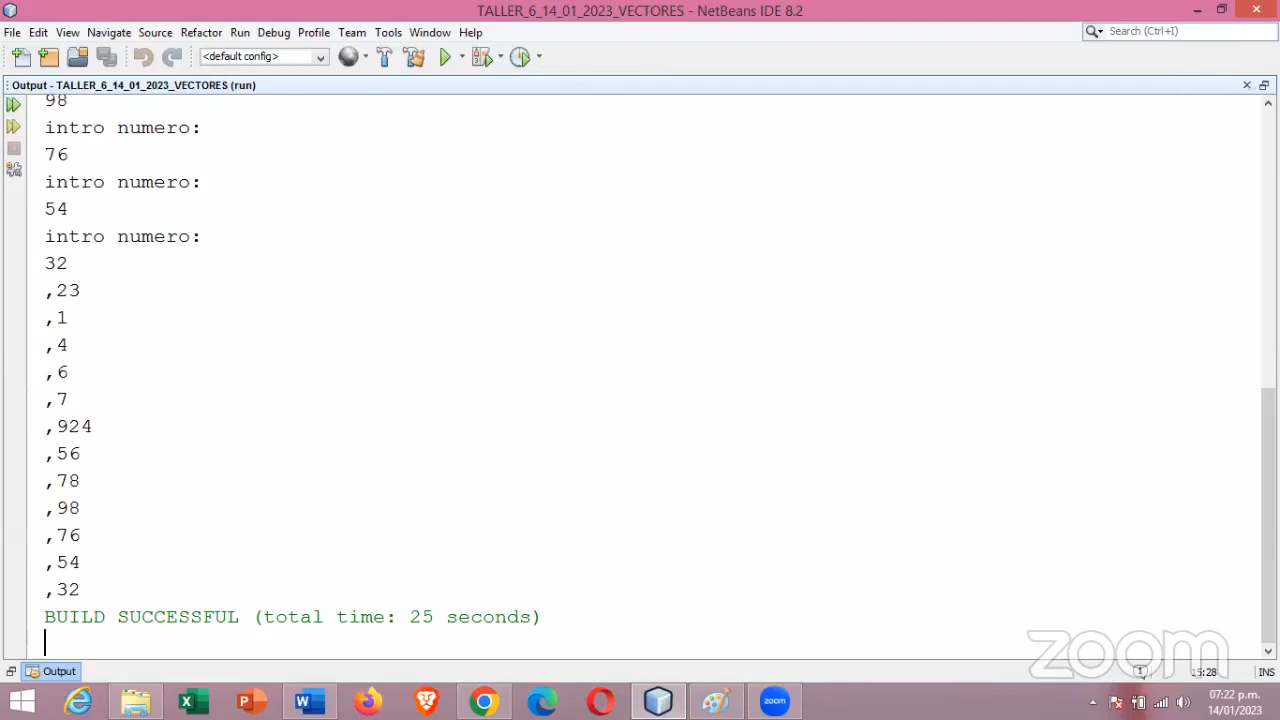 TALLER_6_14_01_2023_VECTORES - NetBeans IDE 8.2
File Edit View Navigate Source Refactor Run Debug Profile Team Tools Window Help
Search (Ctrl+I)
<default config>
Output - TALLER_6_14_01_2023_VECTORES (run)
98
intro numero:
76
intro numero:
54
intro numero:
32
,23
,1
,4
,6
,7
,924
,56
,78
,98
,76
,54
,32
BUILD SUCCESSFUL (total time: 25 seconds)
zoom
Output
15:28
INS
zoom
07:22 p.m.
14/01/2023